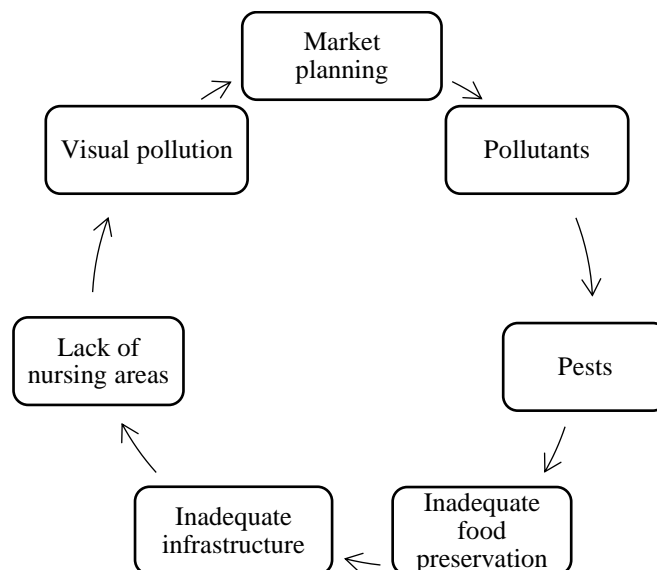 Market
planning
Pollutants
Pests
Inadequate
food
preservation
Inadequate
infrastructure
Lack of
nursing areas
Visual pollution